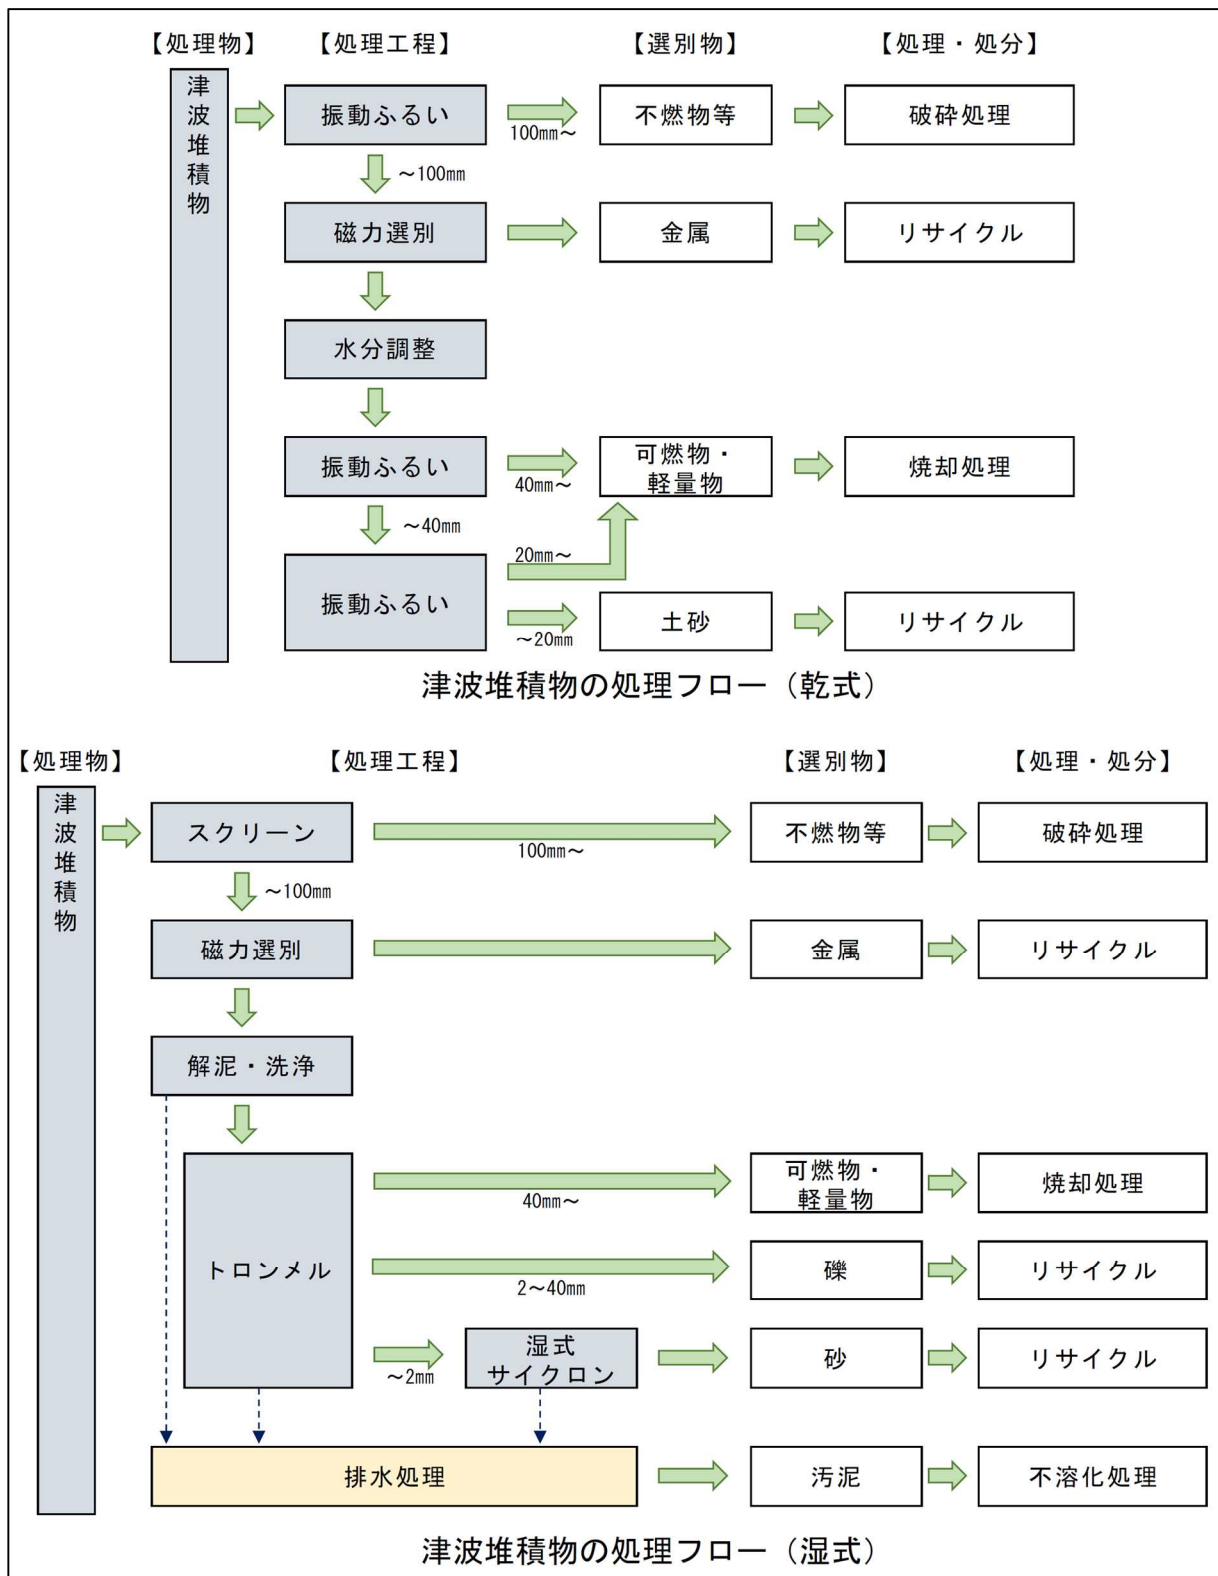 【処理物】 【処理工程】 【選別物】 【処理・処分】
津波堆積物
振動ふるい
100mm～
不燃物等
破砕処理
～100mm
磁力選別
金属
リサイクル
水分調整
振動ふるい
40mm～
可燃物・
軽量物
焼却処理
～40mm
20mm～
振動ふるい
～20mm
土砂
リサイクル
津波堆積物の処理フロー（乾式）
【処理物】 【処理工程】 【選別物】 【処理・処分】
津波堆積物
スクリーン
100mm～
不燃物等
破砕処理
～100mm
磁力選別
金属
リサイクル
解泥・洗浄
トロンメル
40mm～
可燃物・
軽量物
焼却処理
2～40mm
礫
リサイクル
～2mm
湿式
サイクロン
砂
リサイクル
排水処理
汚泥
不溶化処理
津波堆積物の処理フロー（湿式）